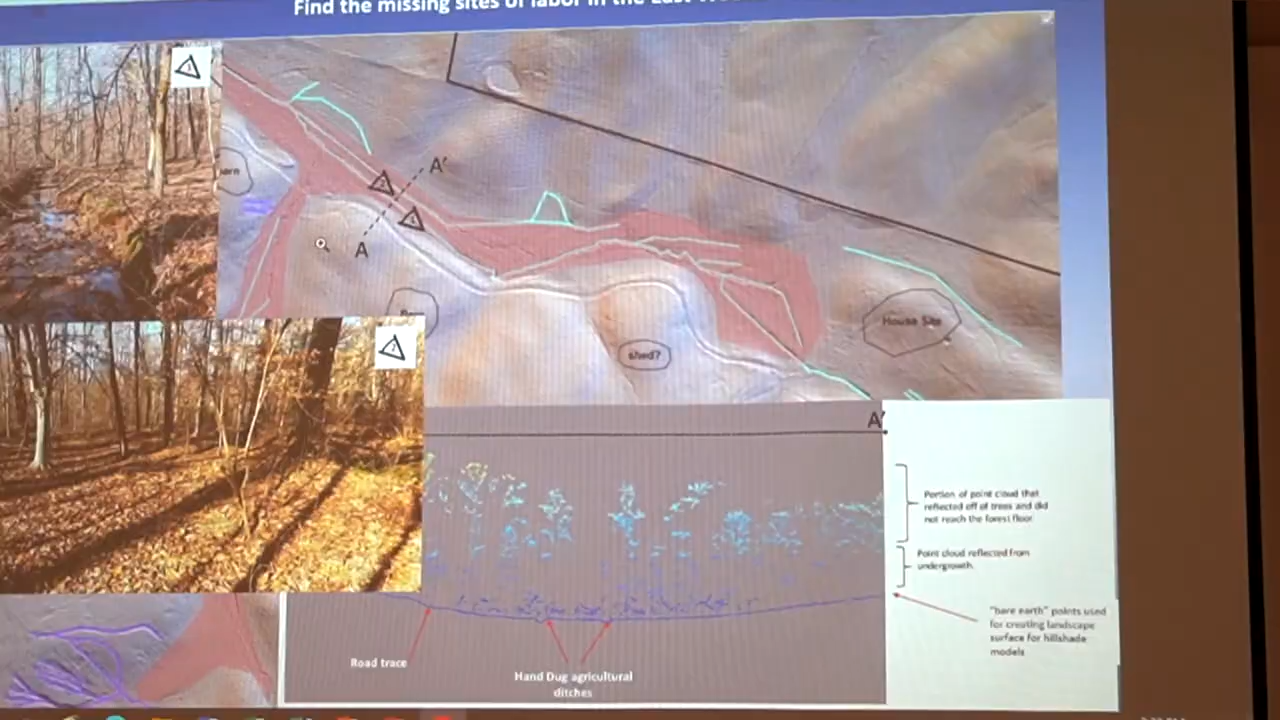 Find the missing sites of labor in the East
A'
A
House Site
shed?
A'
Portion of point cloud that
reflected off of trees and did
not reach the forest floor.
Point cloud reflected from
undergrowth.
"bare earth" points used
for creating landscape
surface for hillshade
models
Road trace
Hand Dug agricultural
ditches